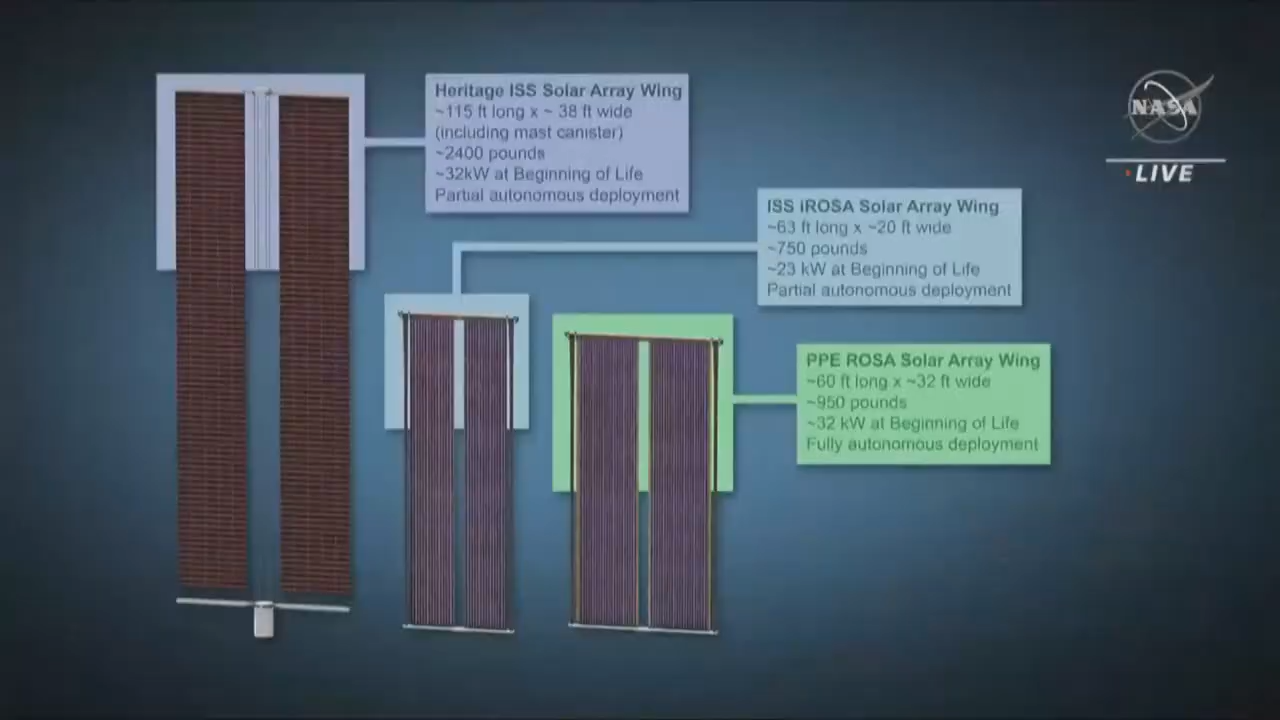 Heritage ISS Solar Array Wing
~115 ft long x ~ 38 ft wide
(including mast canister)
~2400 pounds
~32kW at Beginning of Life
Partial autonomous deployment
NASA
LIVE
ISS iROSA Solar Array Wing
~63 ft long x ~20 ft wide
~750 pounds
~23 kW at Beginning of Life
Partial autonomous deployment
PPE ROSA Solar Array Wing
~60 ft long x ~32 ft wide
~950 pounds
~32 kW at Beginning of Life
Fully autonomous deployment